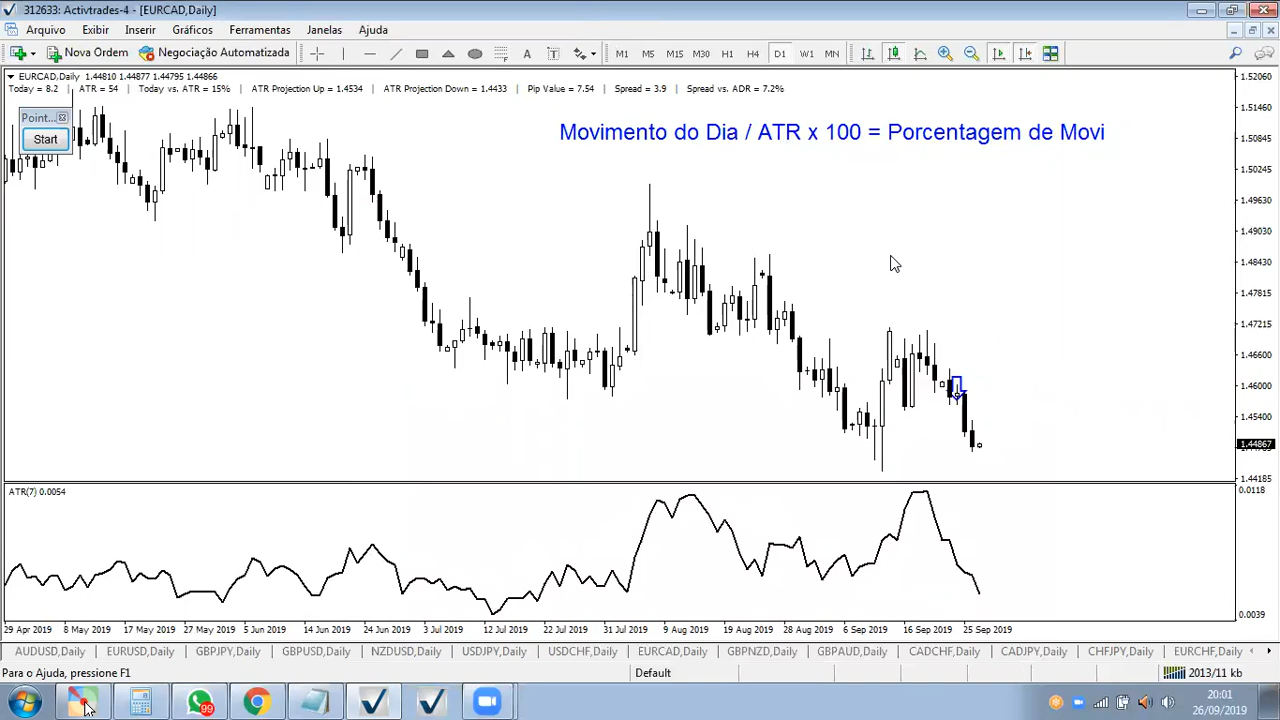 312633: Activtrades-4 - [EURCAD,Daily]
Arquivo Exibir Inserir Gráficos Ferramentas Janelas Ajuda
Nova Ordem Negociação Automatizada A T M1 M5 M15 M30 H1 H4 D1 W1 MN
EURCAD,Daily 1.44810 1.44877 1.44795 1.44866
Today = 8.2 ATR = 54 Today vs. ATR = 15% ATR Projection Up = 1.4534 ATR Projection Down = 1.4433 Pip Value = 7.54 Spread = 3.9 Spread vs. ADR = 7.2%
Point...
Start
Movimento do Dia / ATR x 100 = Porcentagem de Movi
1.52060
1.51460
1.50845
1.50245
1.49630
1.49030
1.48430
1.47815
1.47215
1.46600
1.46000
1.45400
1.44867
1.44185
ATR(7) 0.0054
0.0118
0.0039
29 Apr 2019 8 May 2019 17 May 2019 27 May 2019 5 Jun 2019 14 Jun 2019 24 Jun 2019 3 Jul 2019 12 Jul 2019 22 Jul 2019 31 Jul 2019 9 Aug 2019 19 Aug 2019 28 Aug 2019 6 Sep 2019 16 Sep 2019 25 Sep 2019
AUDUSD,Daily EURUSD,Daily GBPJPY,Daily GBPUSD,Daily NZDUSD,Daily USDJPY,Daily USDCHF,Daily EURCAD,Daily GBPNZD,Daily GBPAUD,Daily CADCHF,Daily CADJPY,Daily CHFJPY,Daily EURCHF,Daily
Para o Ajuda, pressione F1 Default 2013/11 kb
99
20:01
26/09/2019